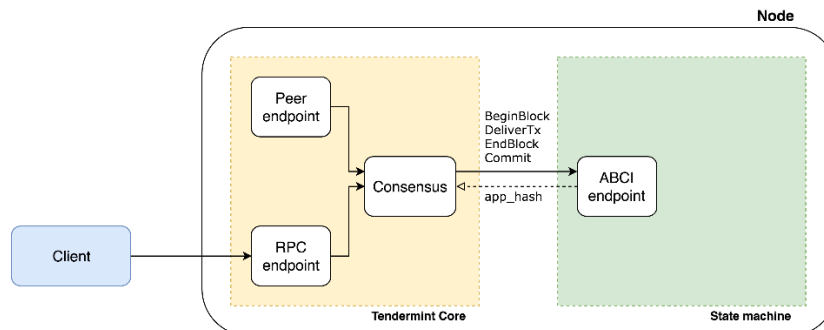 Node
Peer
endpoint
BeginBlock
DeliverTx
EndBlock
Commit
Consensus
ABCI
endpoint
app_hash
Client
RPC
endpoint
Tendermint Core
State machine